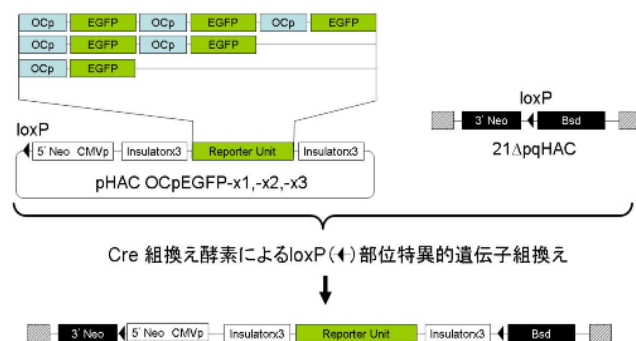 OCp EGFP OCp EGFP OCp EGFP
OCp EGFP OCp EGFP
OCp EGFP
loxP
5' Neo CMVp Insulatorx3 Reporter Unit Insulatorx3
pHAC OCpEGFP-x1,-x2,-x3
loxP
3' Neo Bsd
21ΔpqHAC
Cre 組換え酵素によるloxP(◀)部位特異的遺伝子組換え
3' Neo 5' Neo CMVp Insulatorx3 Reporter Unit Insulatorx3 Bsd